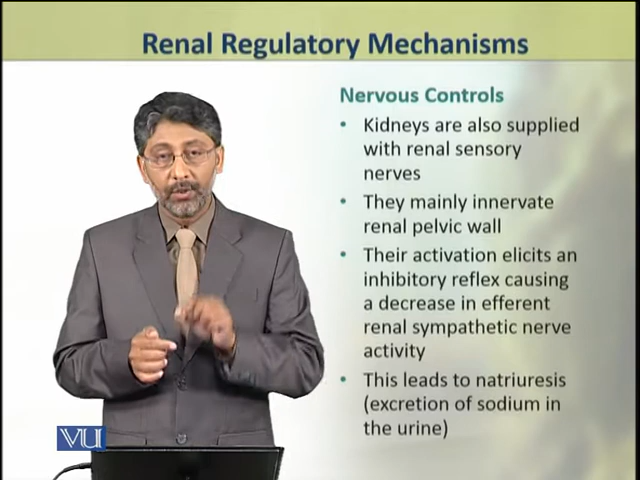 Renal Regulatory Mechanisms
Nervous Controls
• Kidneys are also supplied
with renal sensory
nerves
• They mainly innervate
renal pelvic wall
• Their activation elicits an
inhibitory reflex causing
a decrease in efferent
renal sympathetic nerve
activity
• This leads to natriuresis
(excretion of sodium in
the urine)
VU